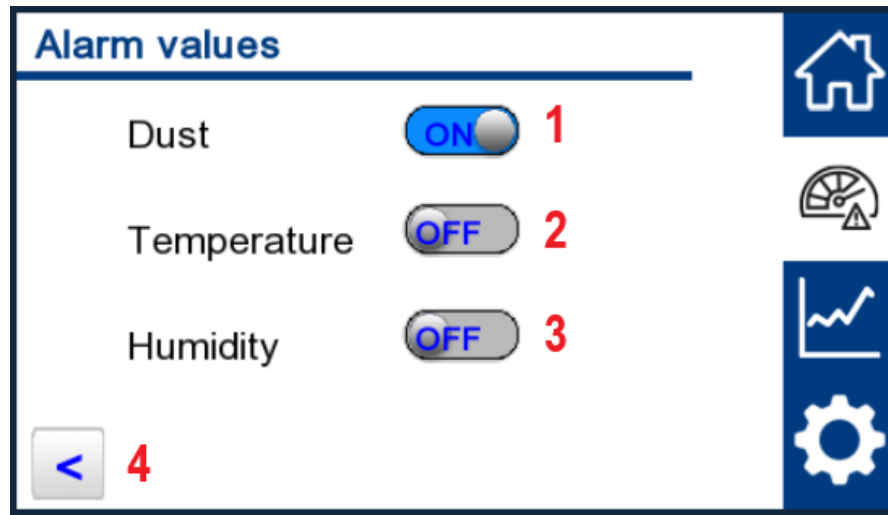 Alarm values
Dust ON 1
Temperature OFF 2
Humidity OFF 3
< 4